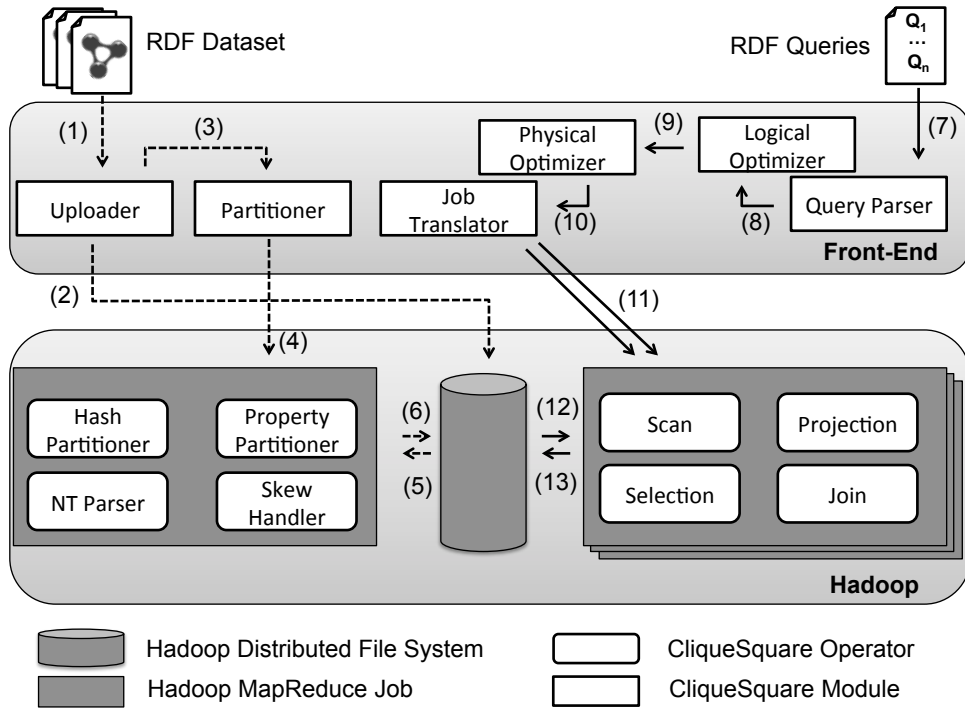 RDF Dataset
RDF Queries
Q1
...
Qn
(1)
(3)
(9)
(7)
Physical
Optimizer
Logical
Optimizer
Uploader
Partitioner
Job
Translator
(10)
(8)
Query Parser
Front-End
(2)
(11)
(4)
Hash
Partitioner
Property
Partitioner
(6)
(12)
Scan
Projection
NT Parser
Skew
Handler
(5)
(13)
Selection
Join
Hadoop
Hadoop Distributed File System
CliqueSquare Operator
Hadoop MapReduce Job
CliqueSquare Module